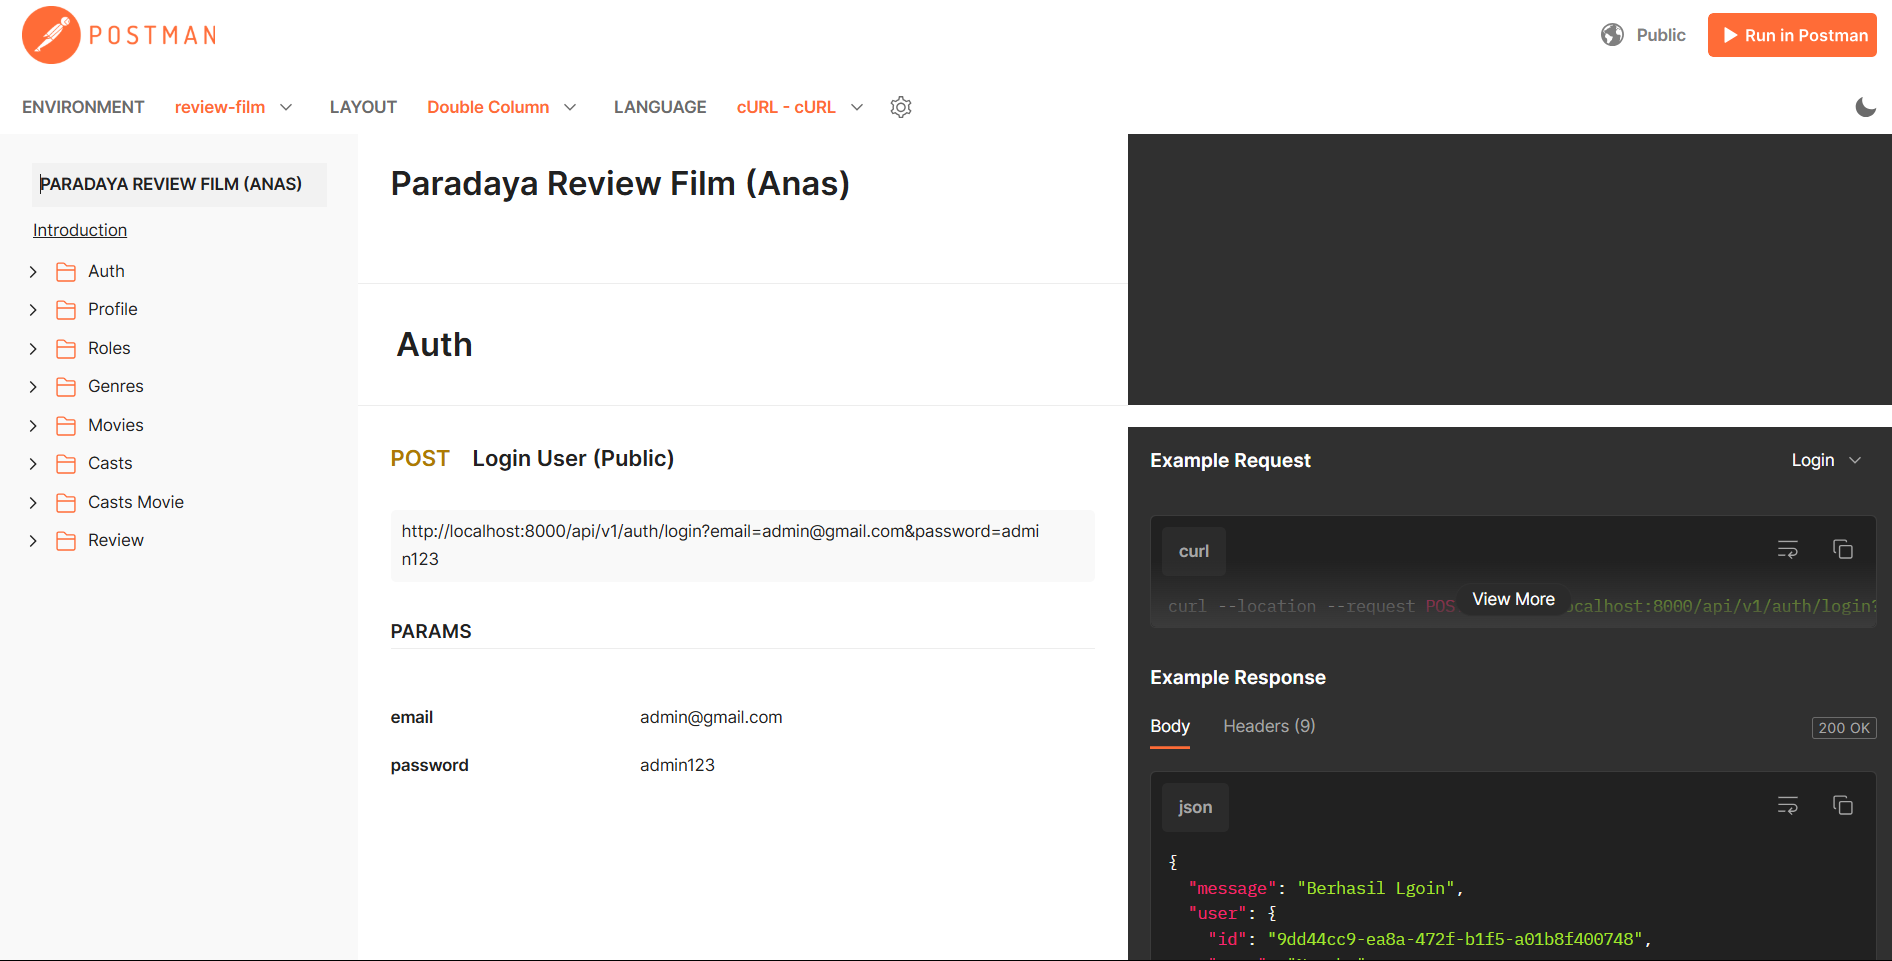 POSTMAN
Public
Run in Postman
ENVIRONMENT review-film LAYOUT Double Column LANGUAGE cURL - cURL
PARADAYA REVIEW FILM (ANAS)
Introduction
Auth
Profile
Roles
Genres
Movies
Casts
Casts Movie
Review
Paradaya Review Film (Anas)
Auth
POST Login User (Public)
http://localhost:8000/api/v1/auth/login?email=admin@gmail.com&password=admi
n123
PARAMS
email admin@gmail.com
password admin123
Example Request Login
curl
curl --location --request POS
View More
ocalhost:8000/api/v1/auth/login?
Example Response
Body Headers (9) 200 OK
json
{
"message": "Berhasil Lgoin",
"user": {
"id": "9dd44cc9-ea8a-472f-b1f5-a01b8f400748",